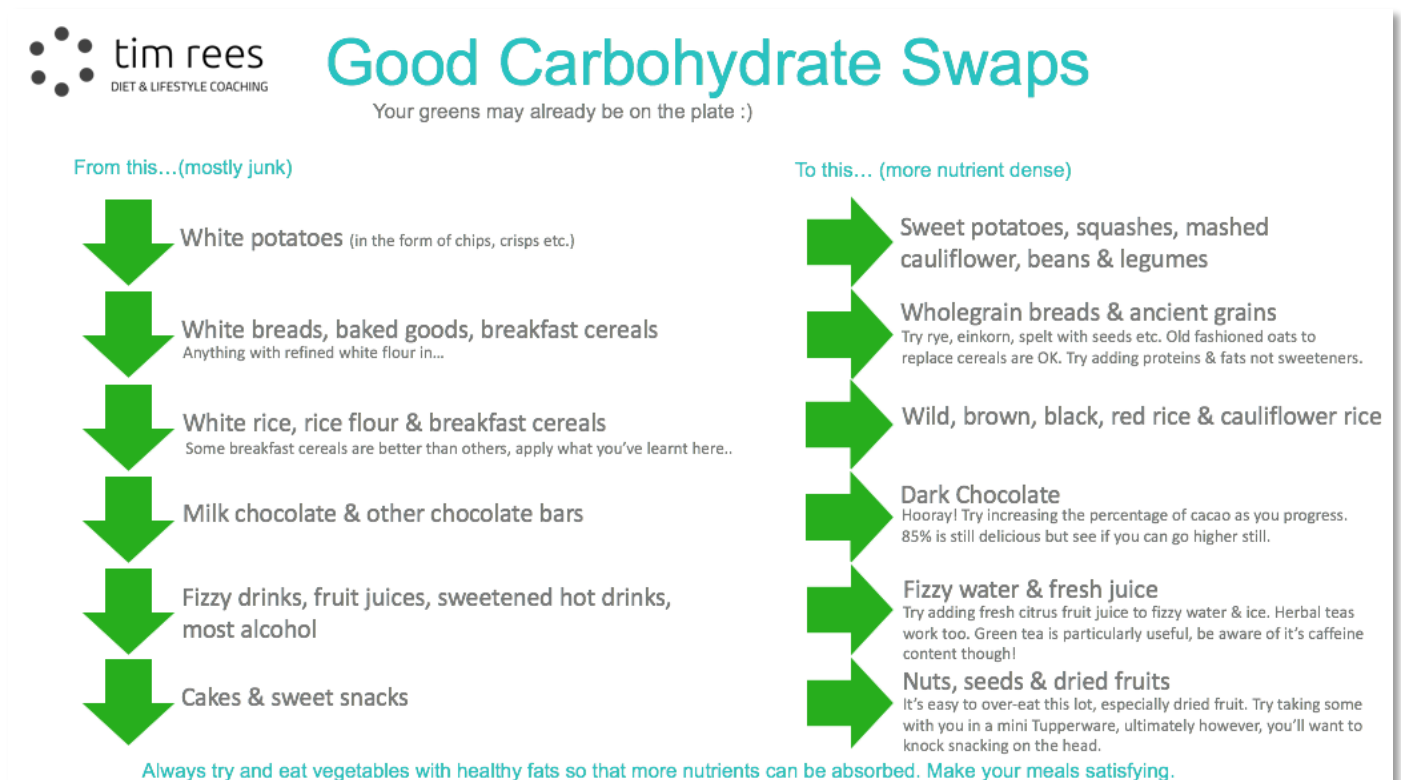 tim rees
DIET & LIFESTYLE COACHING
Good Carbohydrate Swaps
Your greens may already be on the plate :)
From this...(mostly junk)
To this... (more nutrient dense)
White potatoes (in the form of chips, crisps etc.)
Sweet potatoes, squashes, mashed
cauliflower, beans & legumes
White breads, baked goods, breakfast cereals
Anything with refined white flour in...
Wholegrain breads & ancient grains
Try rye, einkorn, spelt with seeds etc. Old fashioned oats to
replace cereals are OK. Try adding proteins & fats not sweeteners.
White rice, rice flour & breakfast cereals
Some breakfast cereals are better than others, apply what you've learnt here..
Wild, brown, black, red rice & cauliflower rice
Milk chocolate & other chocolate bars
Dark Chocolate
Hooray! Try increasing the percentage of cacao as you progress.
85% is still delicious but see if you can go higher still.
Fizzy drinks, fruit juices, sweetened hot drinks,
most alcohol
Fizzy water & fresh juice
Try adding fresh citrus fruit juice to fizzy water & ice. Herbal teas
work too. Green tea is particularly useful, be aware of it's caffeine
content though!
Cakes & sweet snacks
Nuts, seeds & dried fruits
It's easy to over-eat this lot, especially dried fruit. Try taking some
with you in a mini Tupperware, ultimately however, you'll want to
knock snacking on the head.
Always try and eat vegetables with healthy fats so that more nutrients can be absorbed. Make your meals satisfying.